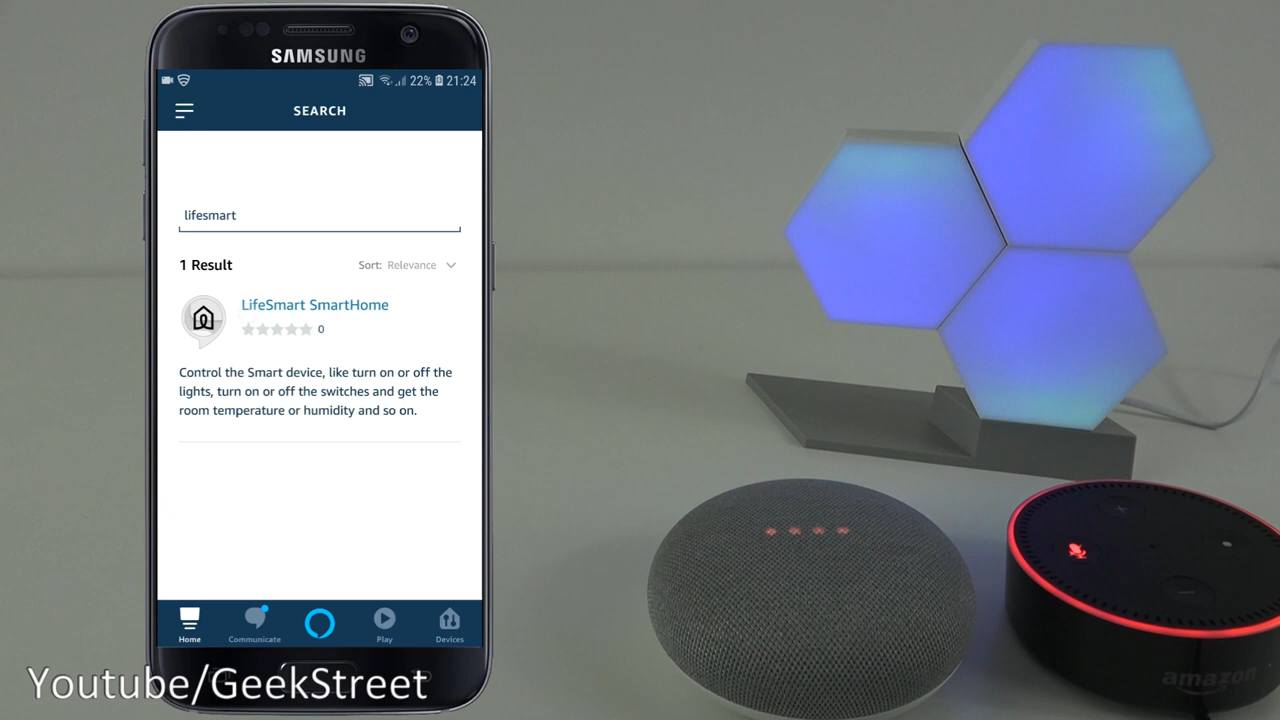 SAMSUNG
22% 21:24
SEARCH
lifesmart
1 Result
Sort: Relevance
LifeSmart SmartHome
0
Control the Smart device, like turn on or off the
lights, turn on or off the switches and get the
room temperature or humidity and so on.
Home
Communicate
Play
Devices
Youtube/GeekStreet
amazon